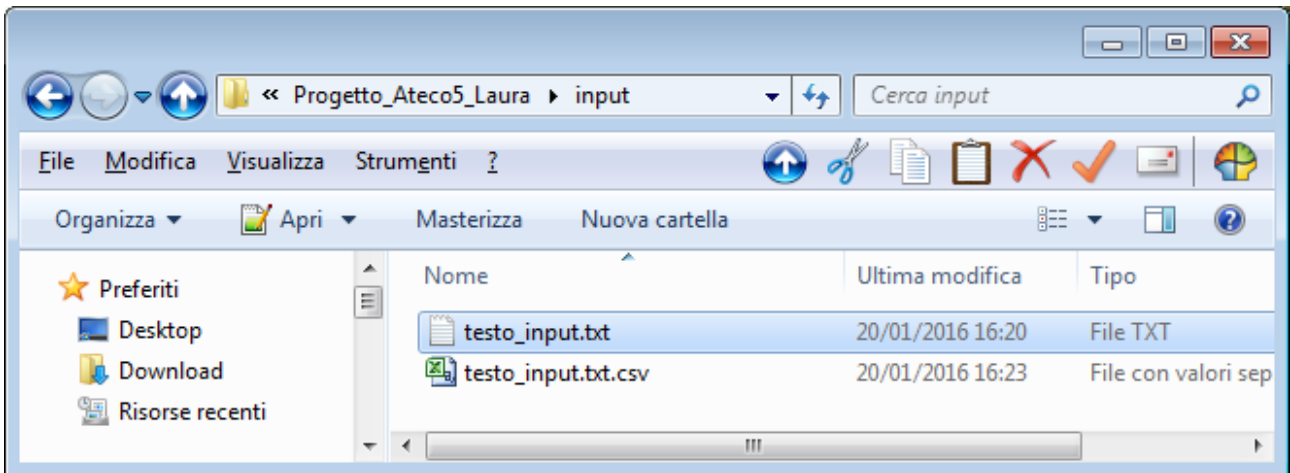 « Progetto_Ateco5_Laura input Cerca input
File Modifica Visualizza Strumenti ?
Organizza Apri Masterizza Nuova cartella
Preferiti
Desktop
Download
Risorse recenti
Nome Ultima modifica Tipo
testo_input.txt 20/01/2016 16:20 File TXT
testo_input.txt.csv 20/01/2016 16:23 File con valori sep